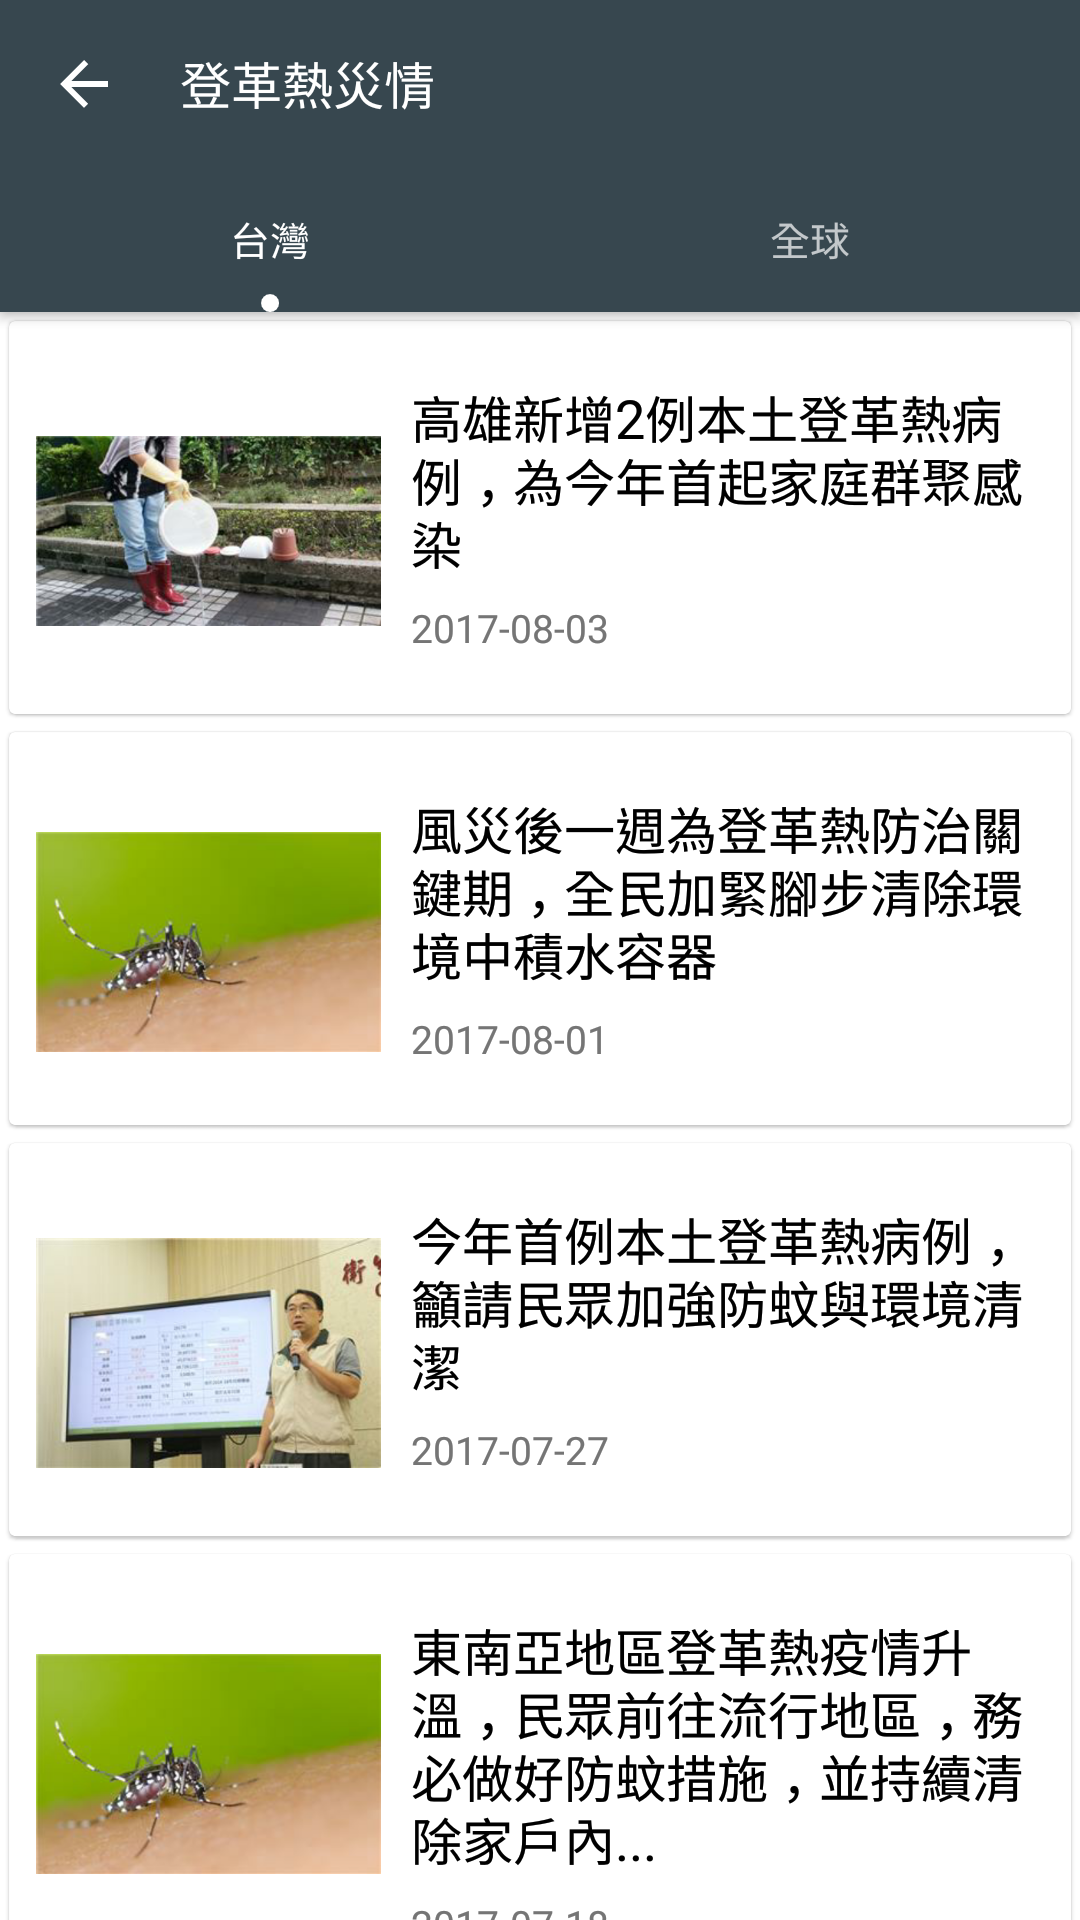 登革熱災情
台灣
全球
高雄新增2例本土登革熱病
例，為今年首起家庭群聚感
染
2017-08-03
風災後一週為登革熱防治關
鍵期，全民加緊腳步清除環
境中積水容器
2017-08-01
今年首例本土登革熱病例，
籲請民眾加強防蚊與環境清
潔
2017-07-27
東南亞地區登革熱疫情升
溫，民眾前往流行地區，務
必做好防蚊措施，並持續清
除家戶內...
2017-07-18